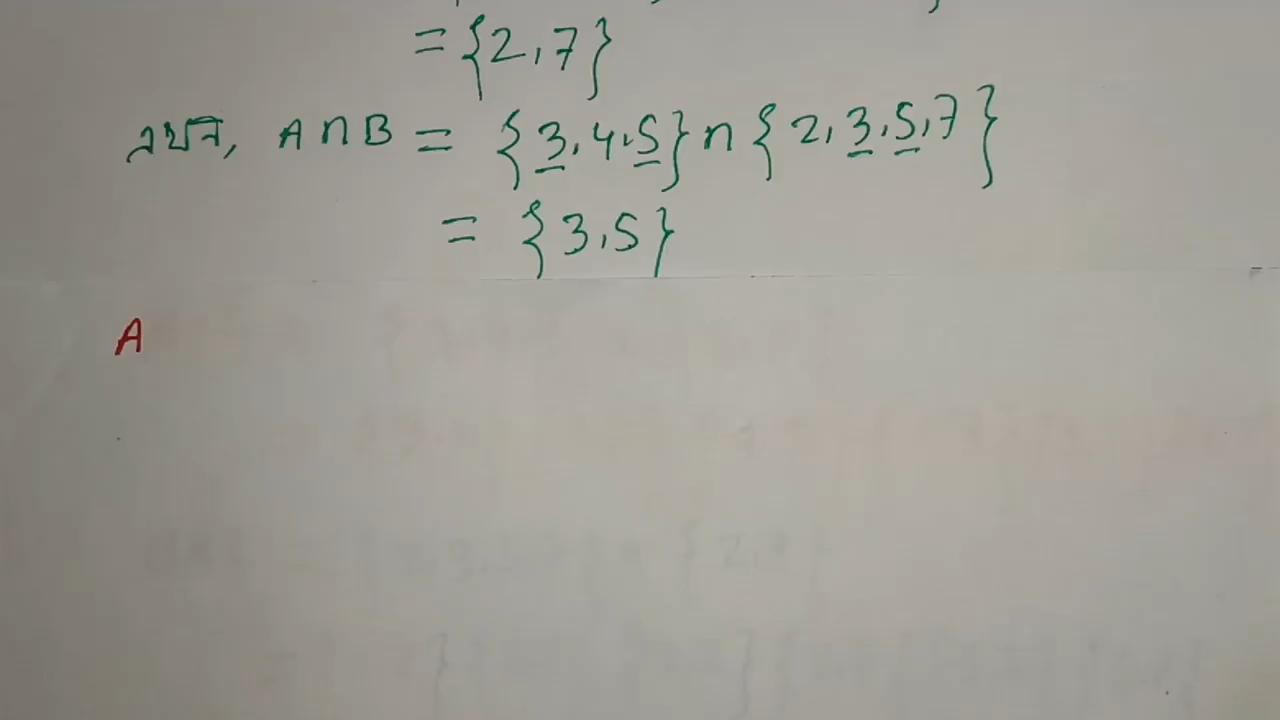 = {2,7}
এখন, A ∩ B = {3,4,5} ∩ {2,3,5,7}
= {3,5}
A